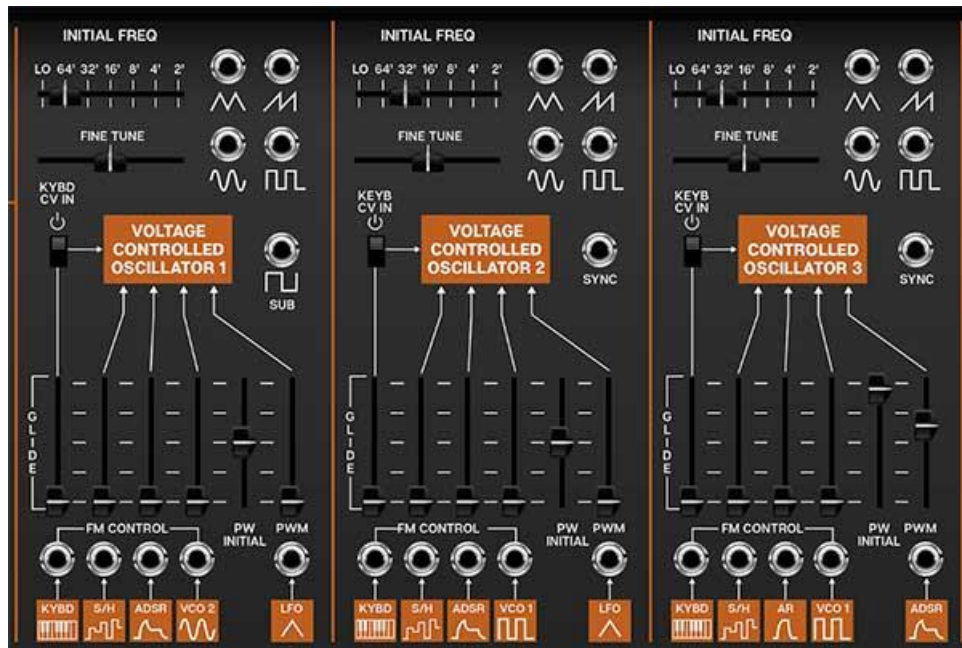 INITIAL FREQ
LO 64' 32' 16' 8' 4' 2'
FINE TUNE
KYBD
CV IN
VOLTAGE
CONTROLLED
OSCILLATOR 1
SUB
GLIDE
FM CONTROL
PW
INITIAL
PWM
KYBD
S/H
ADSR
VCO 2
LFO
INITIAL FREQ
LO 64' 32' 16' 8' 4' 2'
FINE TUNE
KEYB
CV IN
VOLTAGE
CONTROLLED
OSCILLATOR 2
SYNC
GLIDE
FM CONTROL
PW
INITIAL
PWM
KYBD
S/H
ADSR
VCO 1
LFO
INITIAL FREQ
LO 64' 32' 16' 8' 4' 2'
FINE TUNE
KEYB
CV IN
VOLTAGE
CONTROLLED
OSCILLATOR 3
SYNC
GLIDE
FM CONTROL
PW
INITIAL
PWM
KYBD
S/H
AR
VCO 1
ADSR